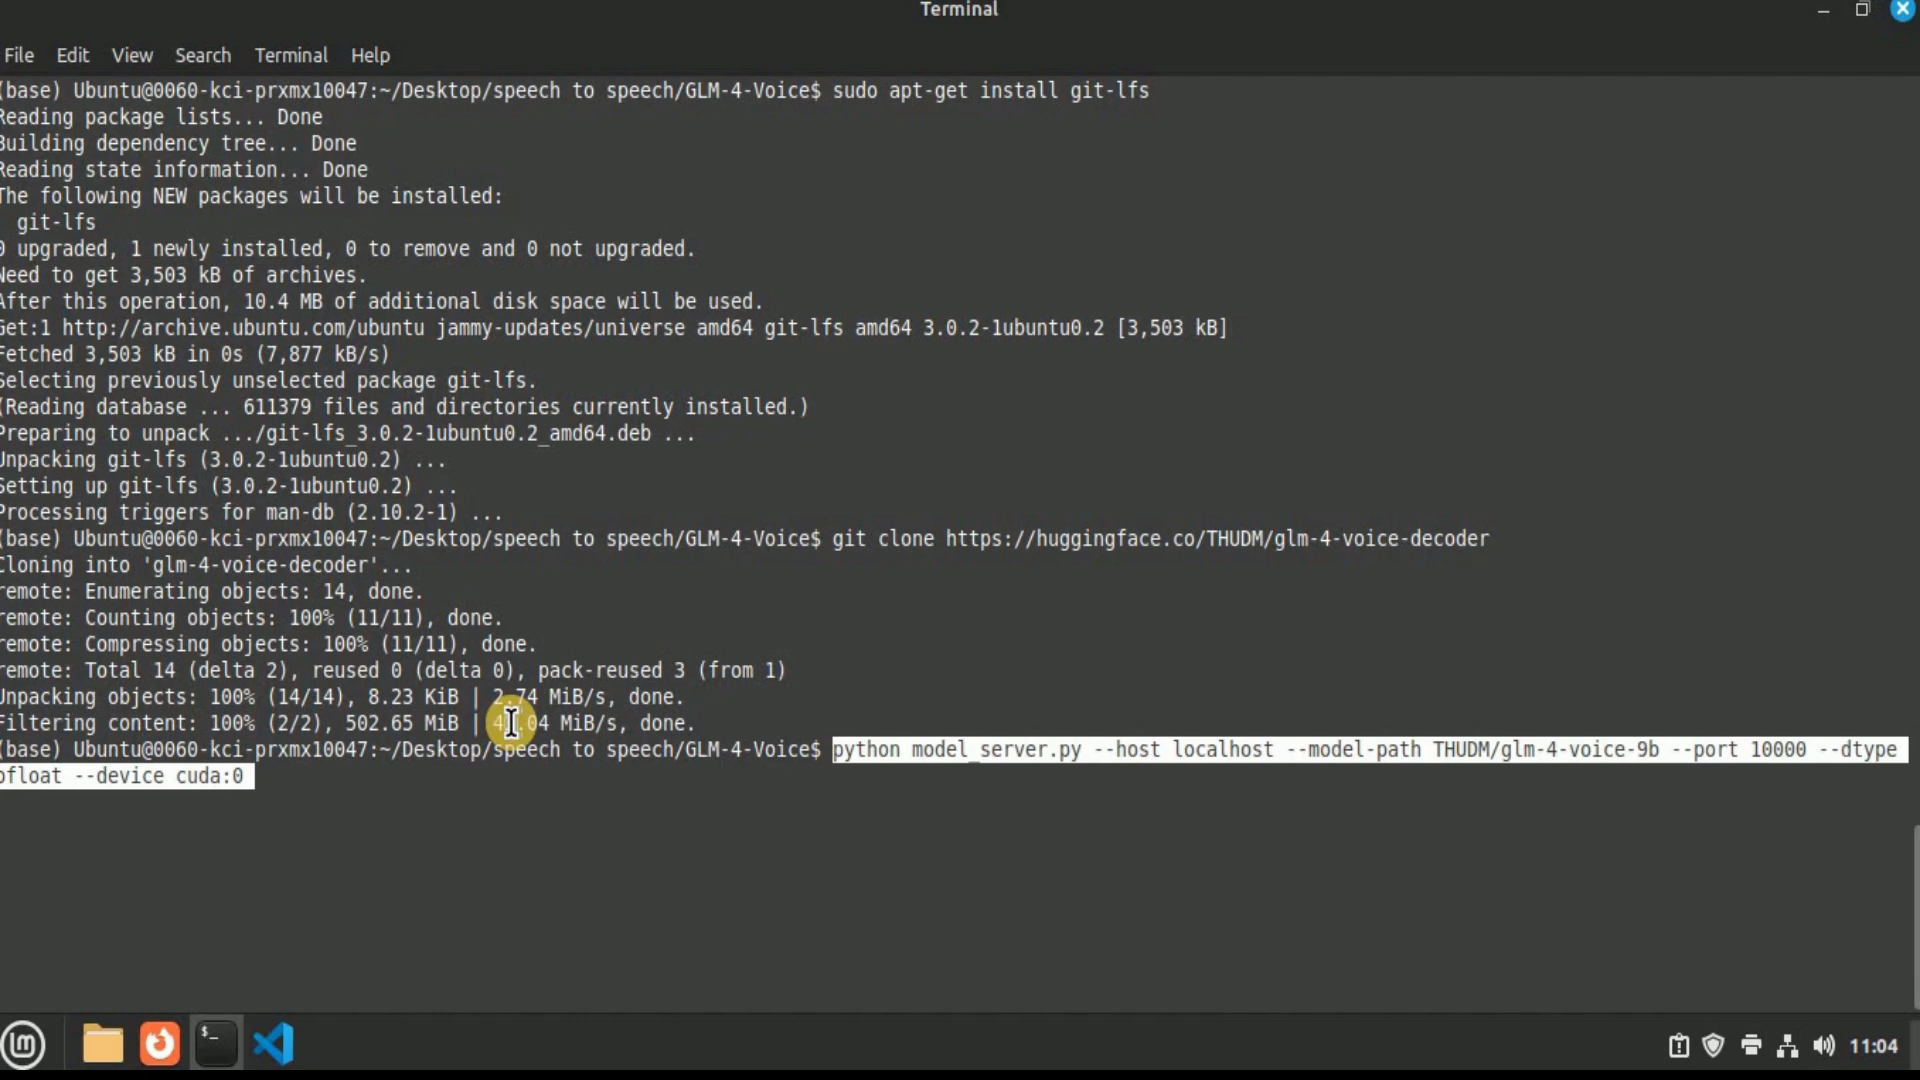 Terminal
File Edit View Search Terminal Help
(base) Ubuntu@0060-kci-prxmx10047:~/Desktop/speech to speech/GLM-4-Voice$ sudo apt-get install git-lfs
Reading package lists... Done
Building dependency tree... Done
Reading state information... Done
The following NEW packages will be installed:
git-lfs
0 upgraded, 1 newly installed, 0 to remove and 0 not upgraded.
Need to get 3,503 kB of archives.
After this operation, 10.4 MB of additional disk space will be used.
Get:1 http://archive.ubuntu.com/ubuntu jammy-updates/universe amd64 git-lfs amd64 3.0.2-1ubuntu0.2 [3,503 kB]
Fetched 3,503 kB in 0s (7,877 kB/s)
Selecting previously unselected package git-lfs.
(Reading database ... 611379 files and directories currently installed.)
Preparing to unpack .../git-lfs_3.0.2-1ubuntu0.2_amd64.deb ...
Unpacking git-lfs (3.0.2-1ubuntu0.2) ...
Setting up git-lfs (3.0.2-1ubuntu0.2) ...
Processing triggers for man-db (2.10.2-1) ...
(base) Ubuntu@0060-kci-prxmx10047:~/Desktop/speech to speech/GLM-4-Voice$ git clone https://huggingface.co/THUDM/glm-4-voice-decoder
Cloning into 'glm-4-voice-decoder'...
remote: Enumerating objects: 14, done.
remote: Counting objects: 100% (11/11), done.
remote: Compressing objects: 100% (11/11), done.
remote: Total 14 (delta 2), reused 0 (delta 0), pack-reused 3 (from 1)
Unpacking objects: 100% (14/14), 8.23 KiB | 2.74 MiB/s, done.
Filtering content: 100% (2/2), 502.65 MiB | MiB/s, done.
(base) Ubuntu@0060-kci-prxmx10047:~/Desktop/speech to speech/GLM-4-Voice$ python model_server.py --host localhost --model-path THUDM/glm-4-voice-9b --port 10000 --dtype
bfloat --device cuda:0
11:04